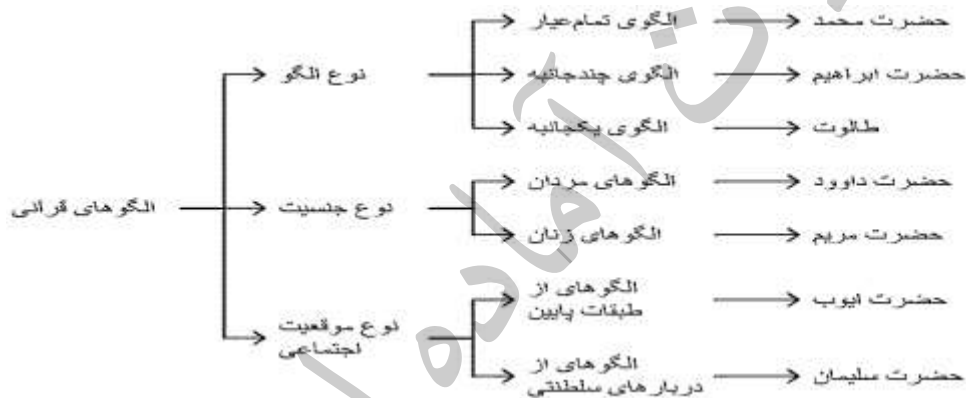 الگوهای قرآنی
نوع الگو
الگوی تمام‌عیار
حضرت محمد
الگوی چندجانبه
حضرت ابراهیم
الگوی یکجانبه
طالوت
نوع جنسیت
الگوهای مردان
حضرت داوود
الگوهای زنان
حضرت مریم
نوع موقعیت
اجتماعی
الگوهای از
طبقات پایین
حضرت ایوب
الگوهای از
دربارهای سلطنتی
حضرت سلیمان